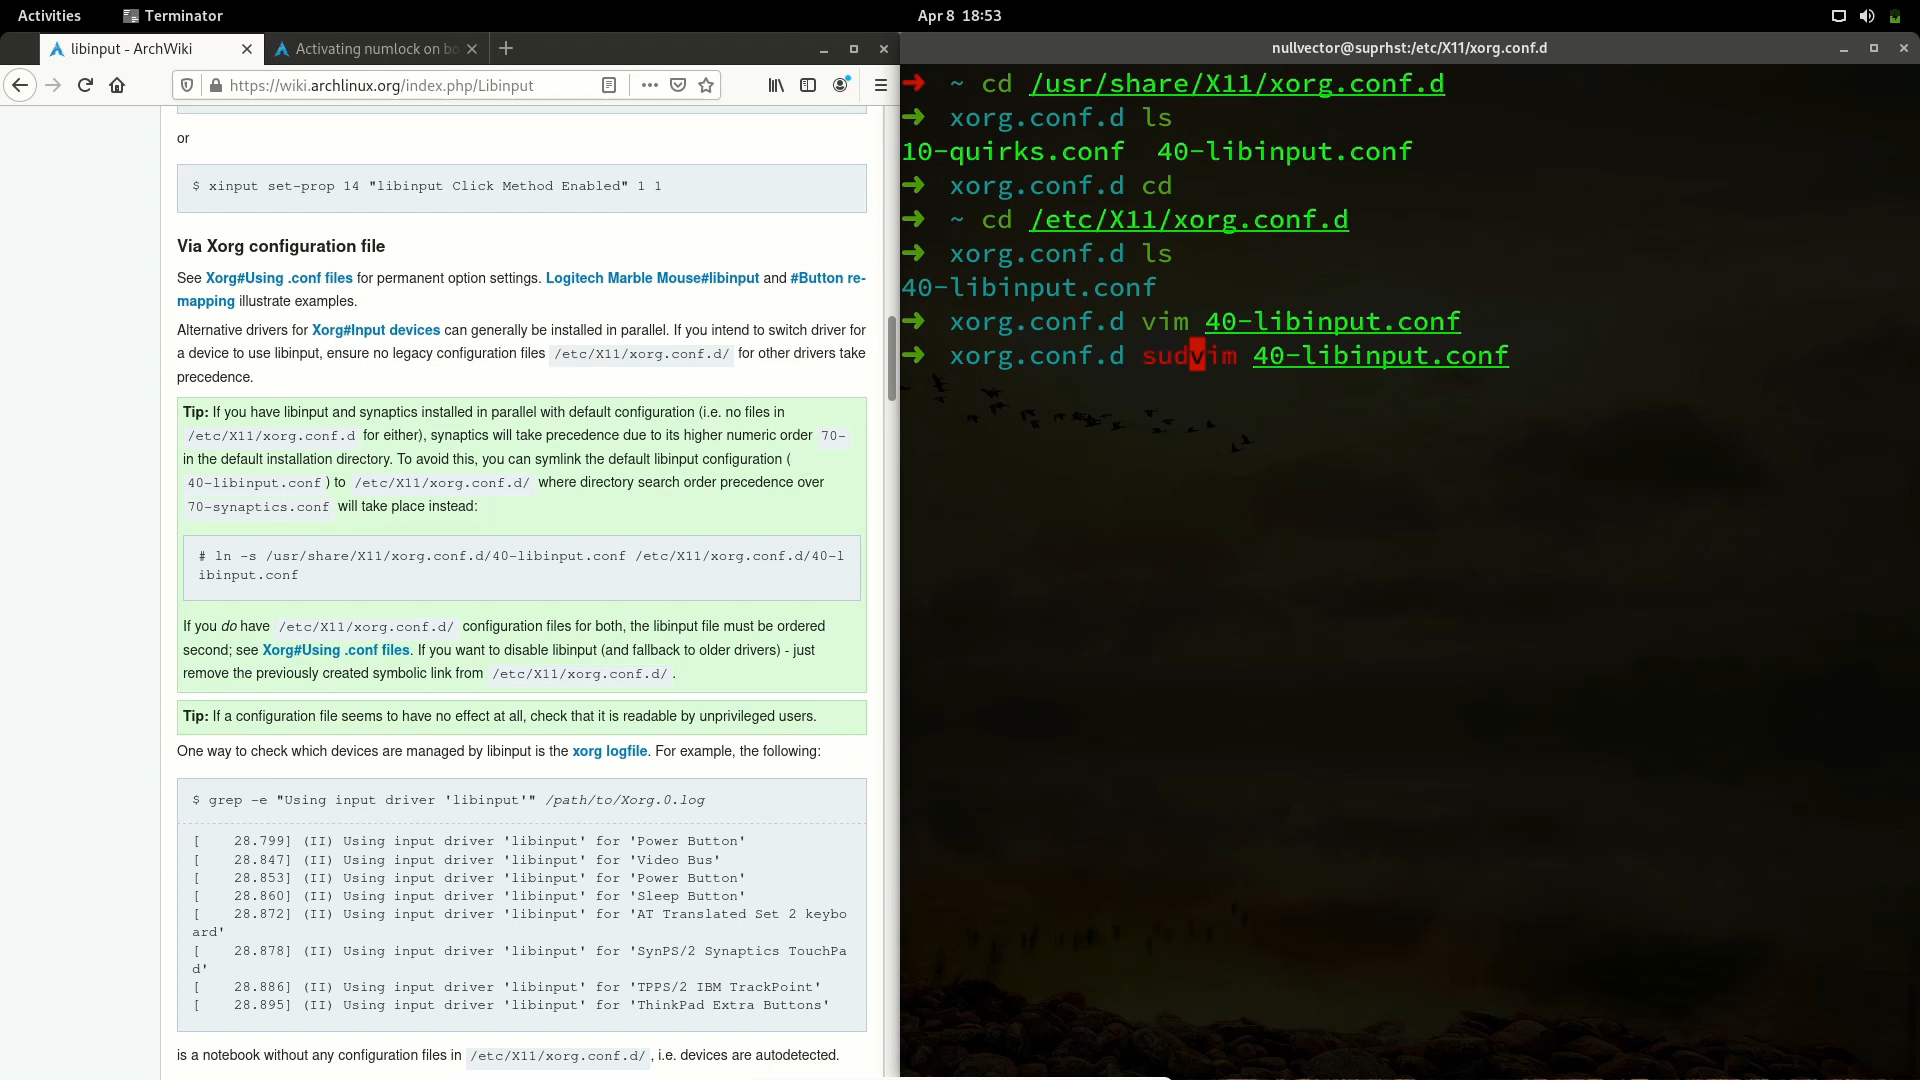 Activities
Terminator
Apr 8 18:53
libinput - ArchWiki
Activating numlock on bo
https://wiki.archlinux.org/index.php/Libinput
or
$ xinput set-prop 14 "libinput Click Method Enabled" 1 1
Via Xorg configuration file
See Xorg#Using .conf files for permanent option settings. Logitech Marble Mouse#libinput and #Button re-
mapping illustrate examples.
Alternative drivers for Xorg#Input devices can generally be installed in parallel. If you intend to switch driver for
a device to use libinput, ensure no legacy configuration files /etc/X11/xorg.conf.d/ for other drivers take
precedence.
Tip: If you have libinput and synaptics installed in parallel with default configuration (i.e. no files in
/etc/X11/xorg.conf.d for either), synaptics will take precedence due to its higher numeric order 70-
in the default installation directory. To avoid this, you can symlink the default libinput configuration (
40-libinput.conf ) to /etc/X11/xorg.conf.d/ where directory search order precedence over
70-synaptics.conf will take place instead:
# ln -s /usr/share/X11/xorg.conf.d/40-libinput.conf /etc/X11/xorg.conf.d/40-l
ibinput.conf
If you do have /etc/X11/xorg.conf.d/ configuration files for both, the libinput file must be ordered
second; see Xorg#Using .conf files. If you want to disable libinput (and fallback to older drivers) - just
remove the previously created symbolic link from /etc/X11/xorg.conf.d/ .
Tip: If a configuration file seems to have no effect at all, check that it is readable by unprivileged users.
One way to check which devices are managed by libinput is the xorg logfile. For example, the following:
$ grep -e "Using input driver 'libinput'" /path/to/Xorg.0.log
[    28.799] (II) Using input driver 'libinput' for 'Power Button'
[    28.847] (II) Using input driver 'libinput' for 'Video Bus'
[    28.853] (II) Using input driver 'libinput' for 'Power Button'
[    28.860] (II) Using input driver 'libinput' for 'Sleep Button'
[    28.872] (II) Using input driver 'libinput' for 'AT Translated Set 2 keybo
ard'
[    28.878] (II) Using input driver 'libinput' for 'SynPS/2 Synaptics TouchPa
d'
[    28.886] (II) Using input driver 'libinput' for 'TPPS/2 IBM TrackPoint'
[    28.895] (II) Using input driver 'libinput' for 'ThinkPad Extra Buttons'
is a notebook without any configuration files in /etc/X11/xorg.conf.d/ , i.e. devices are autodetected.
nullvector@suprhst:/etc/X11/xorg.conf.d
➜  ~ cd /usr/share/X11/xorg.conf.d
➜  xorg.conf.d ls
10-quirks.conf  40-libinput.conf
➜  xorg.conf.d cd
➜  ~ cd /etc/X11/xorg.conf.d
➜  xorg.conf.d ls
40-libinput.conf
➜  xorg.conf.d vim 40-libinput.conf
➜  xorg.conf.d sudvim 40-libinput.conf